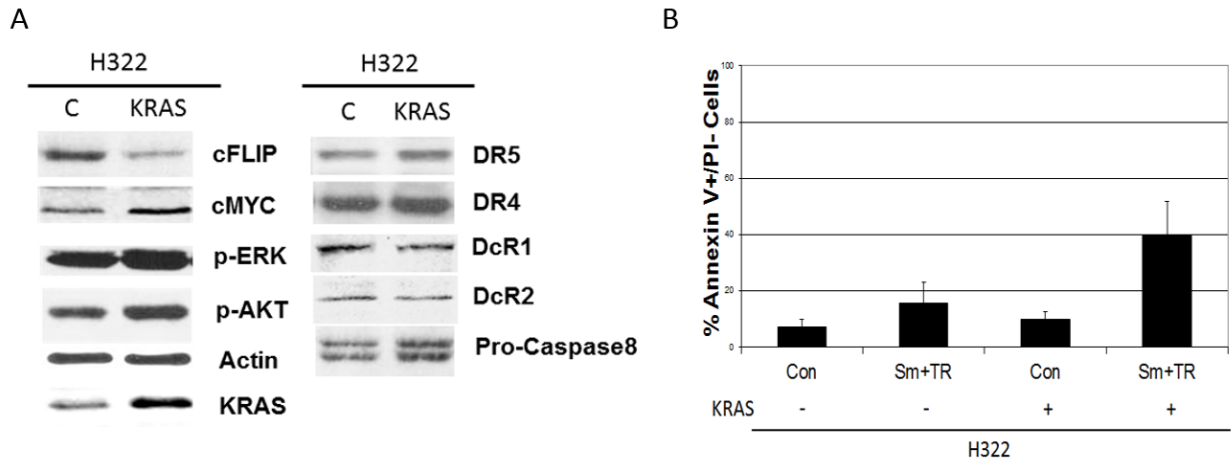 A
H322
C KRAS
cFLIP
cMYC
p-ERK
p-AKT
Actin
KRAS
H322
C KRAS
DR5
DR4
DcR1
DcR2
Pro-Caspase8
B
% Annexin V+/PI- Cells
100
80
60
40
20
0
Con Sm+TR Con Sm+TR
KRAS - - + +
H322